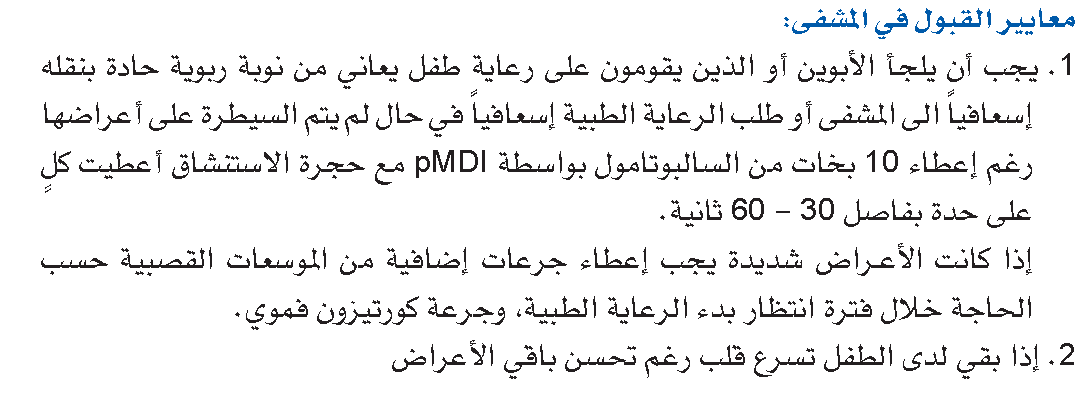 معايير القبول في المشفى:
1. يجب أن يلجأ الأبوين أو الذين يقومون على رعاية طفل يعاني من نوبة ربوية حادة بنقله
إسعافياً الى المشفى أو طلب الرعاية الطبية إسعافياً في حال لم يتم السيطرة على أعراضها
رغم إعطاء 10 بخات من السالبوتامول بواسطة pMDI مع حجرة الاستنشاق أعطيت كلٍ
على حدة بفاصل 30 – 60 ثانية.
إذا كانت الأعراض شديدة يجب إعطاء جرعات إضافية من الموسعات القصبية حسب
الحاجة خلال فترة انتظار بدء الرعاية الطبية، وجرعة كورتيزون فموي.
2. إذا بقي لدى الطفل تسرع قلب رغم تحسن باقي الأعراض